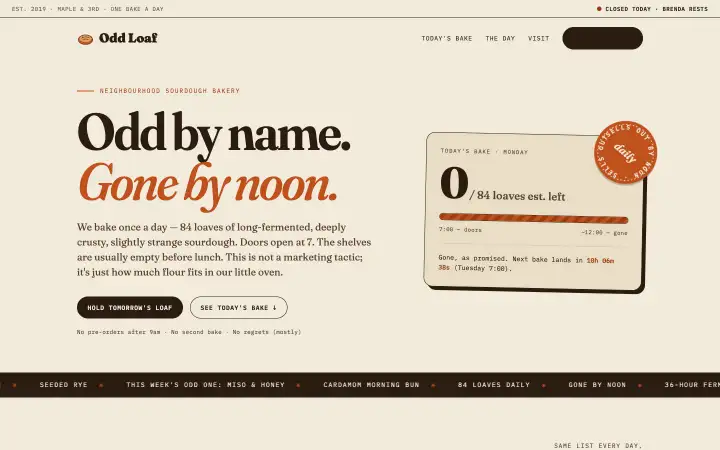 EST. 2019 · MAPLE & 3RD · ONE BAKE A DAY
CLOSED TODAY · BRENDA RESTS
Odd Loaf
TODAY'S BAKE
THE DAY
VISIT
NEIGHBOURHOOD SOURDOUGH BAKERY
Odd by name.
Gone by noon.
We bake once a day — 84 loaves of long-fermented, deeply
crusty, slightly strange sourdough. Doors open at 7. The shelves
are usually empty before lunch. This is not a marketing tactic;
it's just how much flour fits in our little oven.
HOLD TOMORROW'S LOAF
SEE TODAY'S BAKE ↓
No pre-orders after 9am · No second bake · No regrets (mostly)
TODAY'S BAKE · MONDAY
0 / 84 loaves est. left
7:00 — doors
~12:00 — gone
Gone, as promised. Next bake lands in 18h 06m
38s (Tuesday 7:00).
daily
SEEDED RYE
THIS WEEK'S ODD ONE: MISO & HONEY
CARDAMOM MORNING BUN
84 LOAVES DAILY
GONE BY NOON
36-HOUR FERM
SAME LIST EVERY DAY,